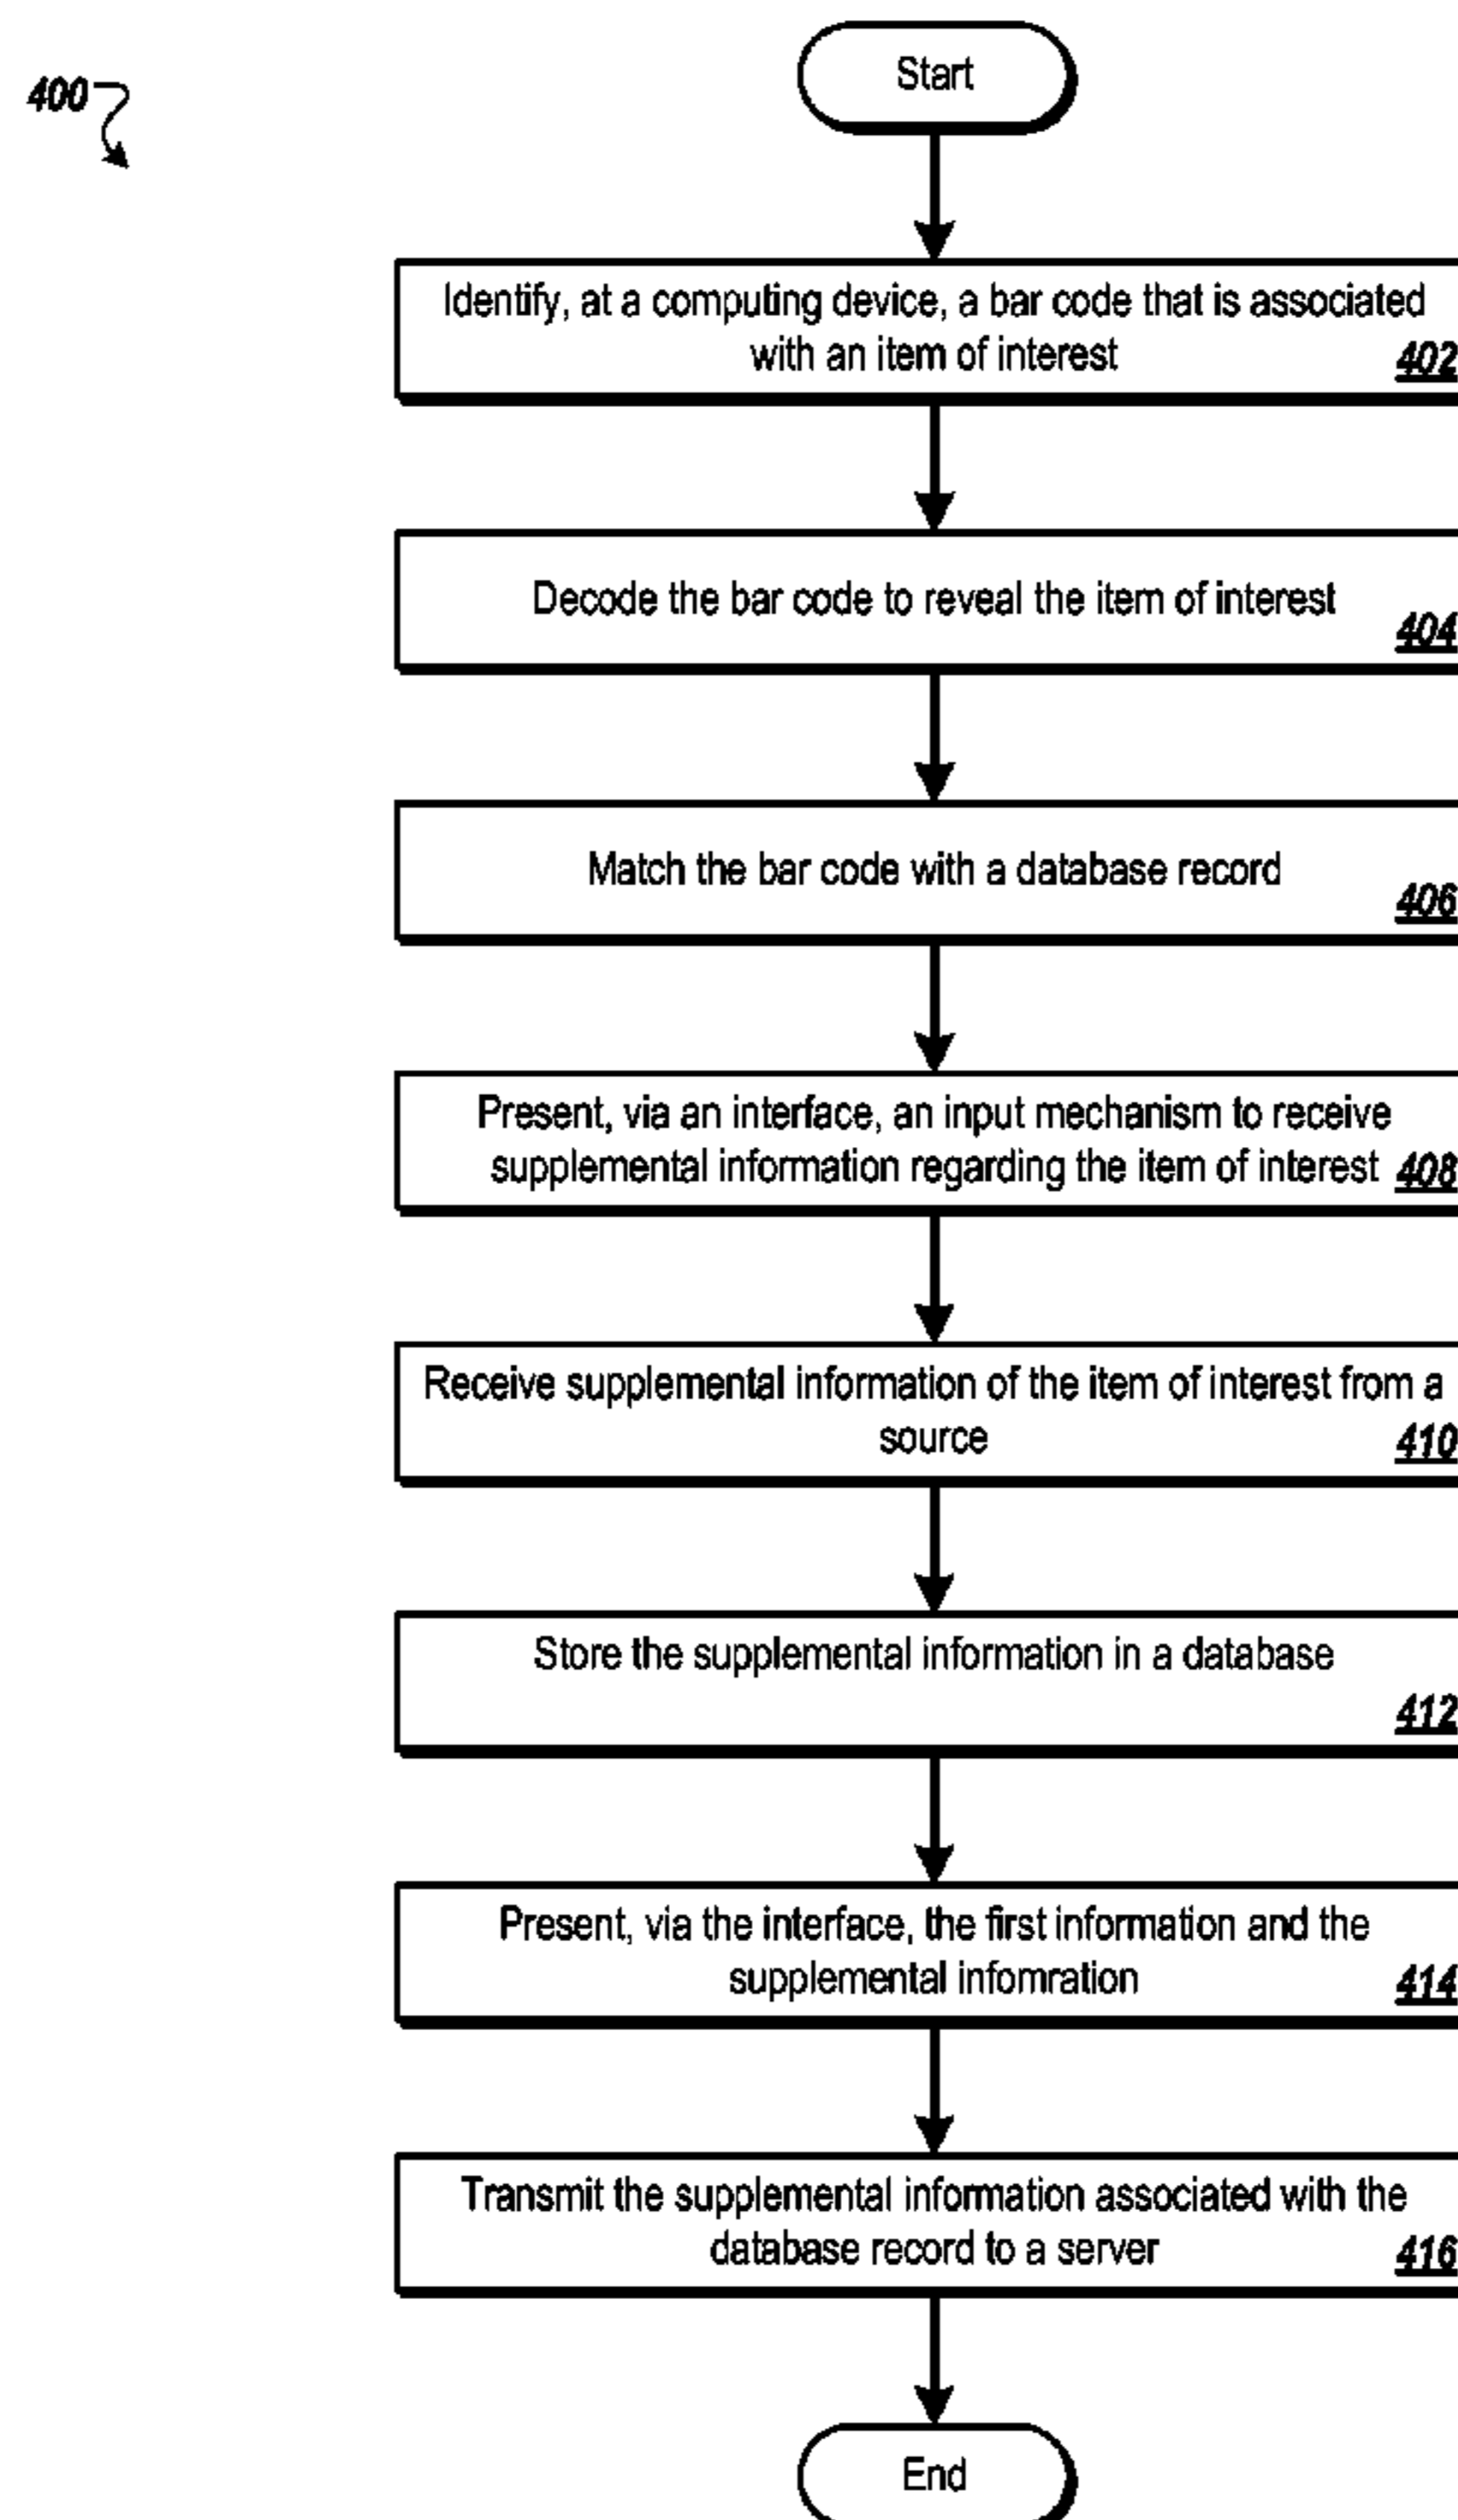 Start
400
Identify, at a computing device, a bar code that is associated
with an item of interest
402
Decode the bar code to reveal the item of interest
404
Match the bar code with a database record
406
Present, via an interface, an input mechanism to receive
supplemental information regarding the item of interest 408
Receive supplemental information of the item of interest from a
source
410
Store the supplemental information in a database
412
Present, via the interface, the first information and the
supplemental infomration
414
Transmit the supplemental information associated with the
database record to a server
416
End